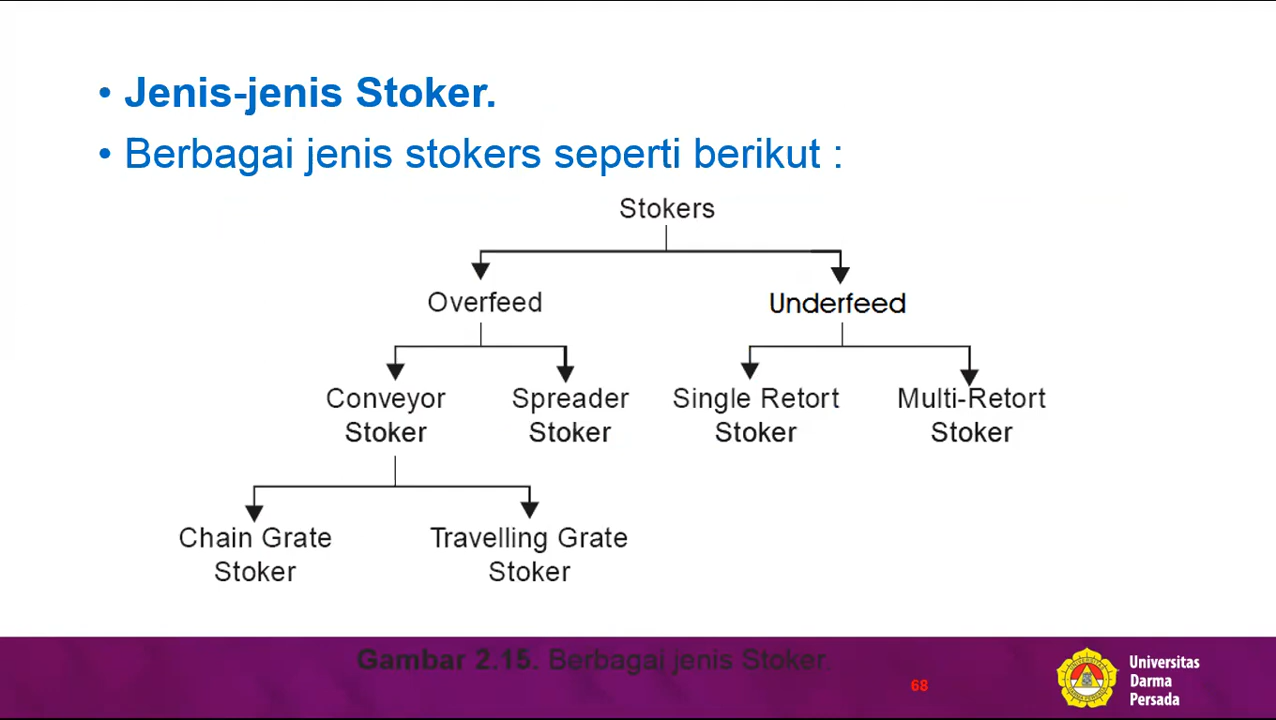 • Jenis-jenis Stoker.
• Berbagai jenis stokers seperti berikut :
Stokers
Overfeed
Underfeed
Conveyor
Stoker
Spreader
Stoker
Single Retort
Stoker
Multi-Retort
Stoker
Chain Grate
Stoker
Travelling Grate
Stoker
Gambar 2.15. Berbagai jenis Stoker.
68
Universitas
Darma
Persada